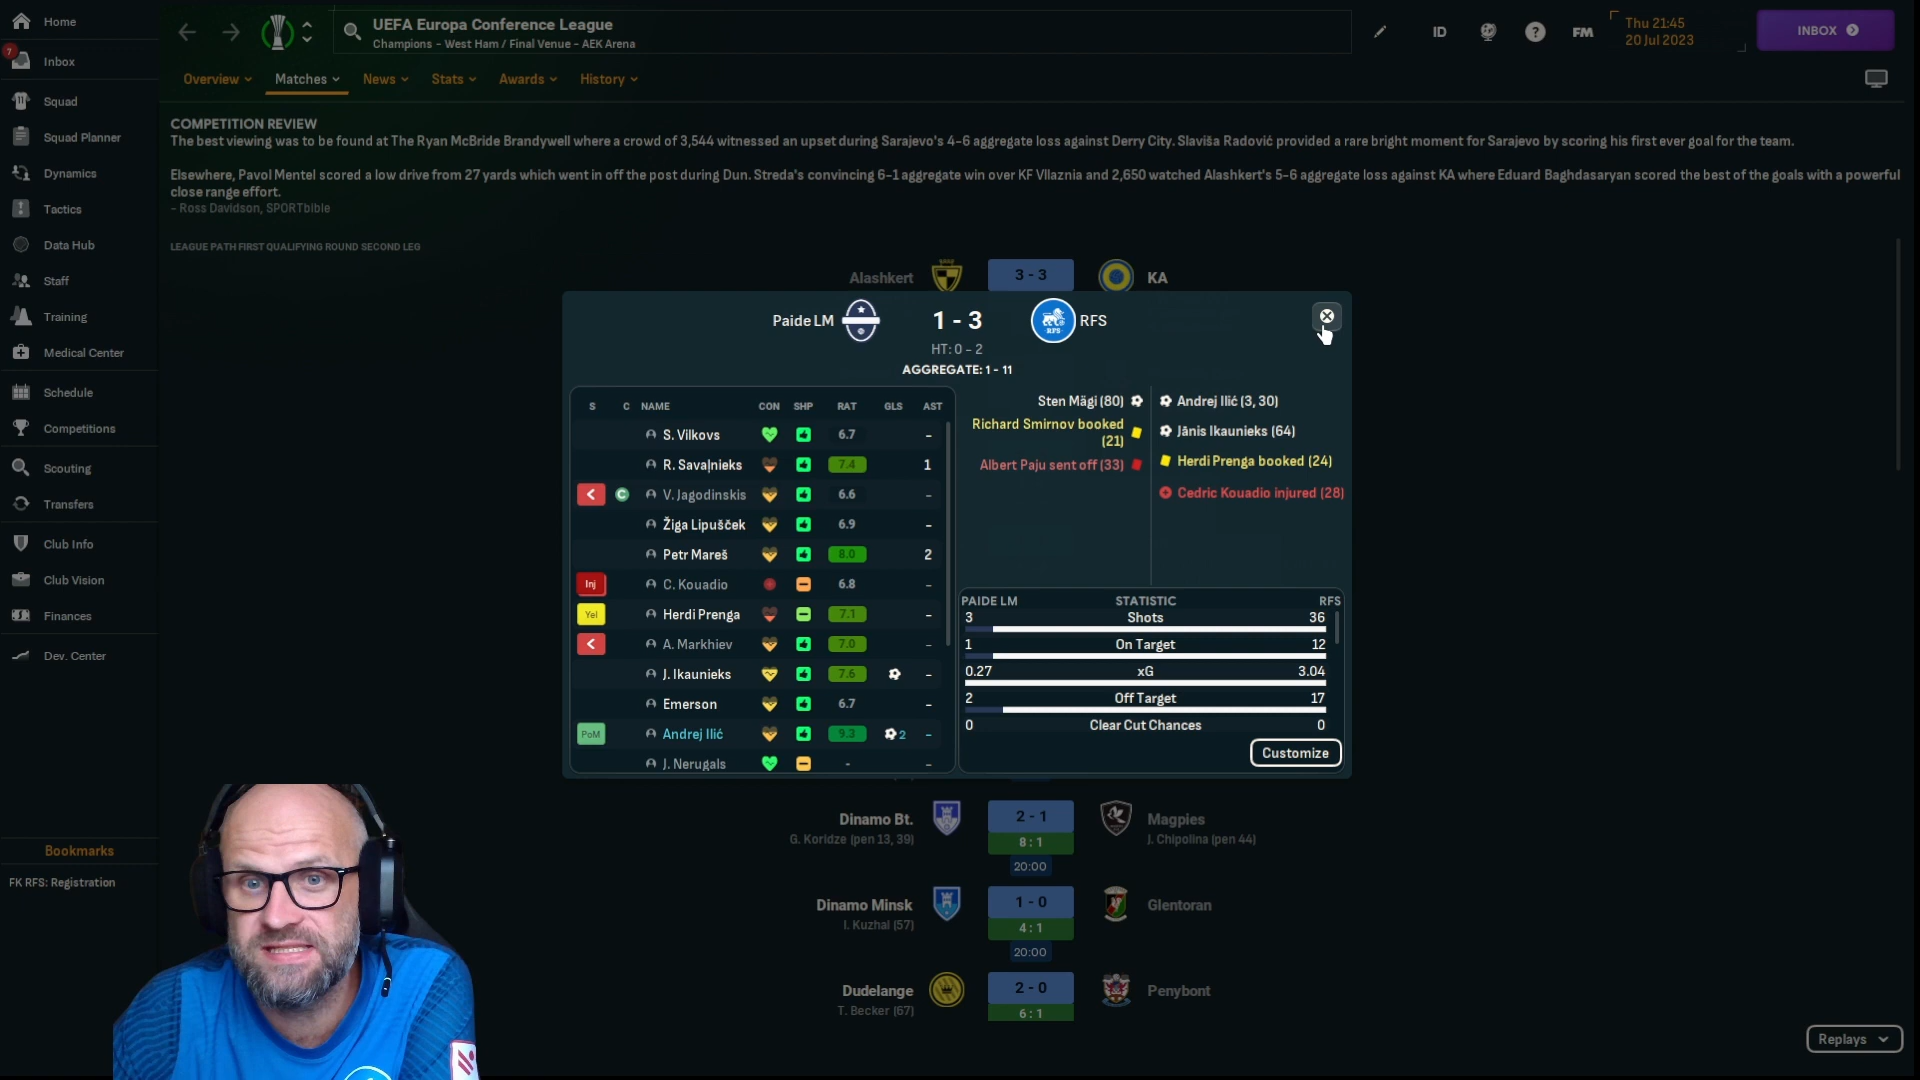 Home
7
Inbox
Squad
Squad Planner
Dynamics
Tactics
Data Hub
Staff
Training
Medical Center
Schedule
Competitions
Scouting
Transfers
Club Info
Club Vision
Finances
Dev. Center
Bookmarks
FK RFS: Registration
UEFA Europa Conference League
Champions - West Ham / Final Venue - AEK Arena
ID
?
FM
Thu 21:45
20 Jul 2023
INBOX
Overview
Matches
News
Stats
Awards
History
COMPETITION REVIEW
The best viewing was to be found at The Ryan McBride Brandywell where a crowd of 3,544 witnessed an upset during Sarajevo's 4-6 aggregate loss against Derry City. Slaviša Radović provided a rare bright moment for Sarajevo by scoring his first ever goal for the team.
Elsewhere, Pavol Mentel scored a low drive from 27 yards which went in off the post during Dun. Streda's convincing 6-1 aggregate win over KF Vllaznia and 2,650 watched Alashkert's 5-6 aggregate loss against KA where Eduard Baghdasaryan scored the best of the goals with a powerful
close range effort.
- Ross Davidson, SPORTbible
LEAGUE PATH FIRST QUALIFYING ROUND SECOND LEG
Alashkert 3 - 3 KA
Paide LM 1 - 3 RFS
HT: 0 - 2
AGGREGATE: 1 - 11
S C NAME CON SHP RAT GLS AST
S. Vilkovs 6.7 -
R. Savaļnieks 7.4 1
C V. Jagodinskis 6.6 -
Žiga Lipušček 6.9 -
Petr Mareš 8.0 2
Inj C. Kouadio 6.8 -
Yel Herdi Prenga 7.1 -
A. Markhiev 7.0 -
J. Ikaunieks 7.6 -
Emerson 6.7 -
PoM Andrej Ilić 9.3 2 -
J. Nerugals - -
Sten Mägi (80)
Richard Smirnov booked
(21)
Albert Paju sent off (33)
Andrej Ilić (3, 30)
Jānis Ikaunieks (64)
Herdi Prenga booked (24)
Cedric Kouadio injured (28)
PAIDE LM STATISTIC RFS
3 Shots 36
1 On Target 12
0.27 xG 3.04
2 Off Target 17
0 Clear Cut Chances 0
Customize
Dinamo Bt. 2 - 1 Magpies
G. Koridze (pen 13, 39) 8 : 1 J. Chipolina (pen 44)
20:00
Dinamo Minsk 1 - 0 Glentoran
I. Kuzhal (57) 4 : 1
20:00
Dudelange 2 - 0 Penybont
T. Becker (67) 6 : 1
Replays